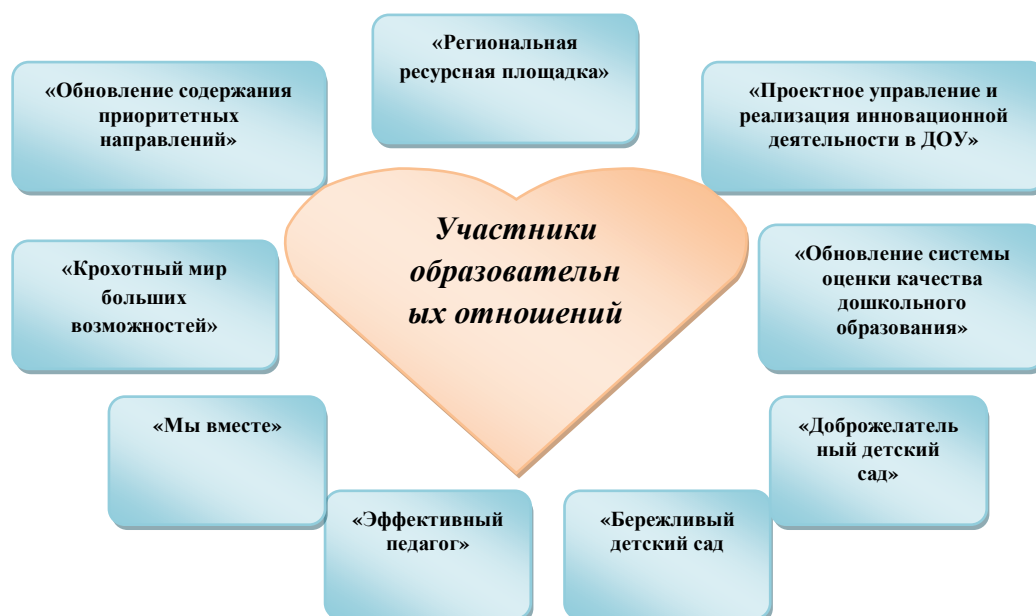 «Региональная
ресурсная площадка»
«Обновление содержания
приоритетных
направлений»
«Проектное управление и
реализация инновационной
деятельности в ДОУ»
Участники
образовательн
ых отношений
«Крохотный мир
больших
возможностей»
«Обновление системы
оценки качества
дошкольного
образования»
«Мы вместе»
«Доброжелатель
ный детский
сад»
«Эффективный
педагог»
«Бережливый
детский сад